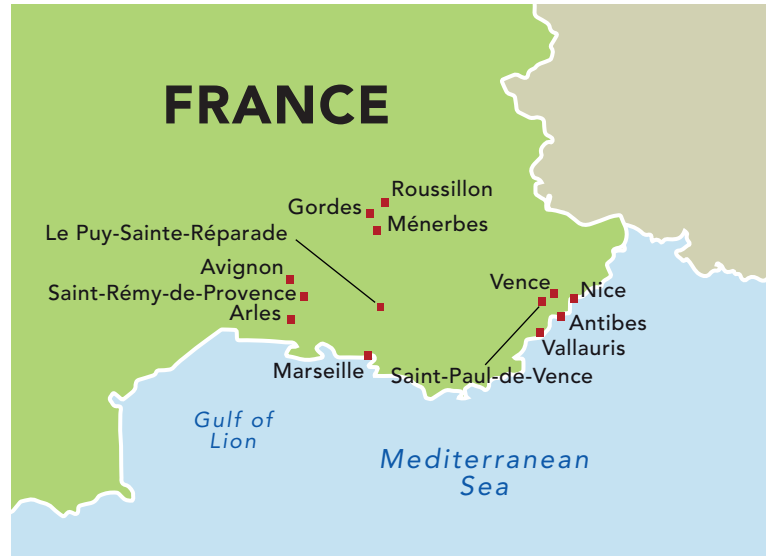 FRANCE
Roussillon
Gordes
Ménerbes
Le Puy-Sainte-Réparade
Avignon
Saint-Rémy-de-Provence
Arles
Vence
Nice
Antibes
Vallauris
Marseille
Saint-Paul-de-Vence
Gulf of
Lion
Mediterranean
Sea